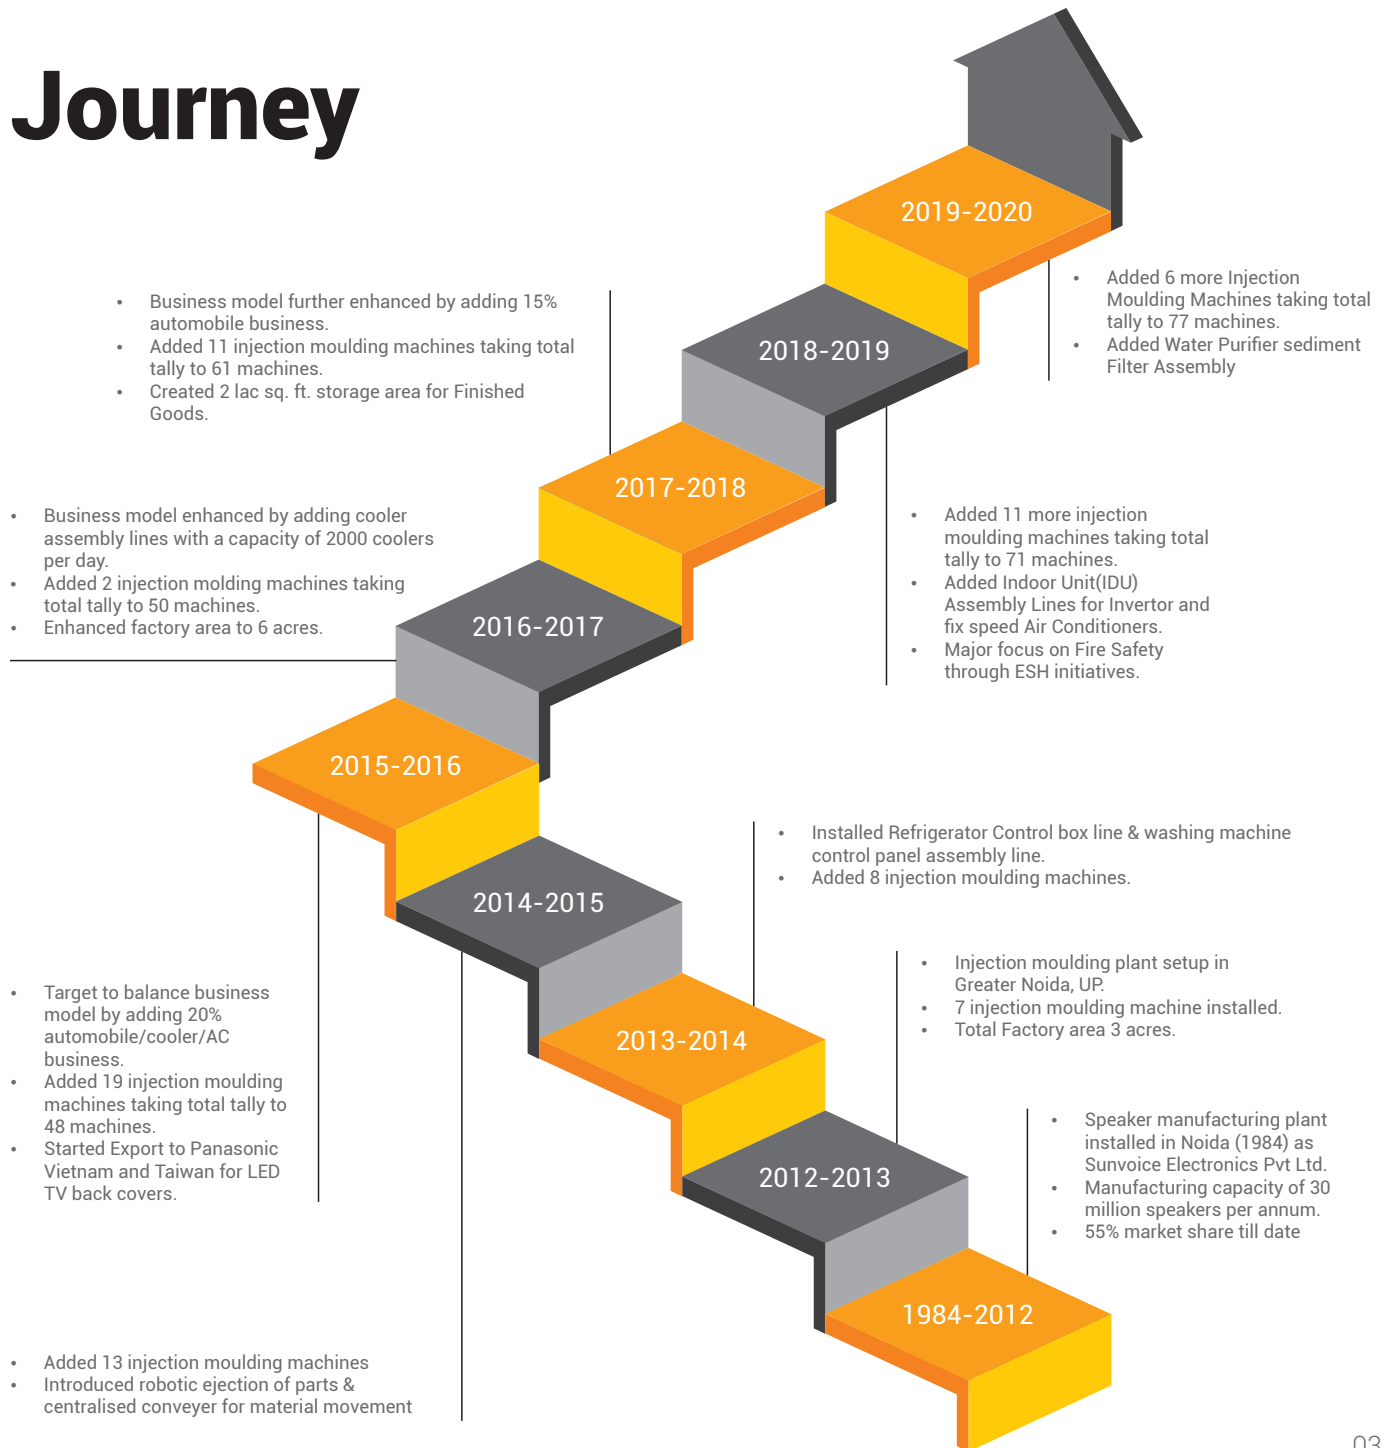 Journey
2019-2020
• Added 6 more Injection
Moulding Machines taking total
tally to 77 machines.
• Added Water Purifier sediment
Filter Assembly
• Business model further enhanced by adding 15%
automobile business.
• Added 11 injection moulding machines taking total
tally to 61 machines.
• Created 2 lac sq. ft. storage area for Finished
Goods.
2018-2019
2017-2018
• Business model enhanced by adding cooler
assembly lines with a capacity of 2000 coolers
per day.
• Added 2 injection molding machines taking
total tally to 50 machines.
• Enhanced factory area to 6 acres.
• Added 11 more injection
moulding machines taking total
tally to 71 machines.
• Added Indoor Unit(IDU)
Assembly Lines for Invertor and
fix speed Air Conditioners.
• Major focus on Fire Safety
through ESH initiatives.
2016-2017
2015-2016
• Installed Refrigerator Control box line & washing machine
control panel assembly line.
• Added 8 injection moulding machines.
2014-2015
• Injection moulding plant setup in
Greater Noida, UP.
• 7 injection moulding machine installed.
• Total Factory area 3 acres.
• Target to balance business
model by adding 20%
automobile/cooler/AC
business.
• Added 19 injection moulding
machines taking total tally to
48 machines.
• Started Export to Panasonic
Vietnam and Taiwan for LED
TV back covers.
2013-2014
• Speaker manufacturing plant
installed in Noida (1984) as
Sunvoice Electronics Pvt Ltd.
• Manufacturing capacity of 30
million speakers per annum.
• 55% market share till date
2012-2013
1984-2012
• Added 13 injection moulding machines
• Introduced robotic ejection of parts &
centralised conveyer for material movement
03